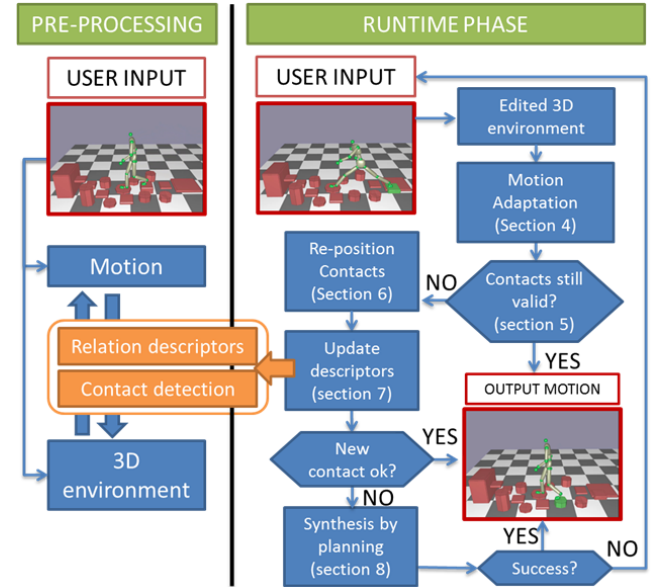 PRE-PROCESSING
RUNTIME PHASE
USER INPUT
Motion
Relation descriptors
Contact detection
3D
environment
USER INPUT
Edited 3D
environment
Motion
Adaptation
(Section 4)
Contacts still
valid?
(section 5)
NO
YES
Re-position
Contacts
(Section 6)
Update
descriptors
(section 7)
New
contact ok?
YES
NO
OUTPUT MOTION
Synthesis by
planning
(section 8)
Success?
YES
NO